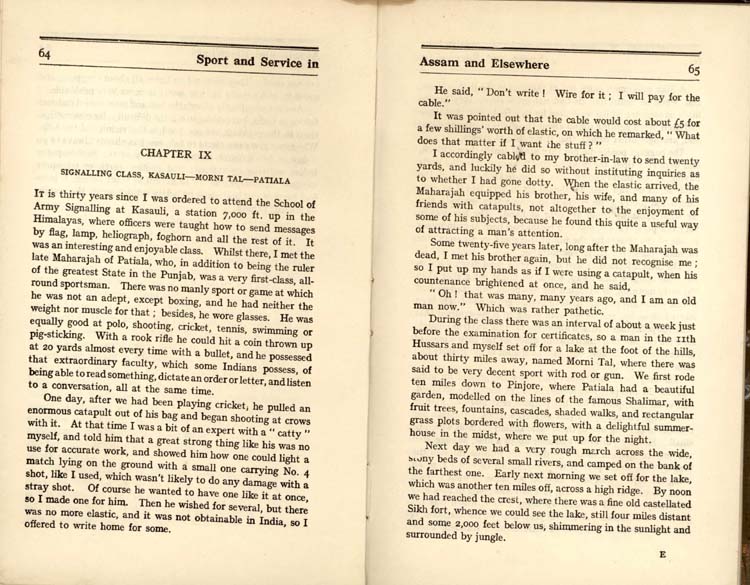 64
Sport and Service in
CHAPTER IX
SIGNALLING CLASS, KASAULI—MORNI TAL—PATIALA
IT is thirty years since I was ordered to attend the School of
Army Signalling at Kasauli, a station 7,000 ft. up in the
Himalayas, where officers were taught how to send messages
by flag, lamp, heliograph, foghorn and all the rest of it. It
was an interesting and enjoyable class. Whilst there, I met the
late Maharajah of Patiala, who, in addition to being the ruler
of the greatest State in the Punjab, was a very first-class, all-
round sportsman. There was no manly sport or game at which
he was not an adept, except boxing, and he had neither the
weight nor muscle for that ; besides, he wore glasses. He was
equally good at polo, shooting, cricket, tennis, swimming or
pig-sticking. With a rook rifle he could hit a coin thrown up
at 20 yards almost every time with a bullet, and he possessed
that extraordinary faculty, which some Indians possess, of
being able to read something, dictate an order or letter, and listen
to a conversation, all at the same time.
One day, after we had been playing cricket, he pulled an
enormous catapult out of his bag and began shooting at crows
with it. At that time I was a bit of an expert with a " catty "
myself, and told him that a great strong thing like his was no
use for accurate work, and showed him how one could light a
match lying on the ground with a small one carrying No. 4
shot, like I used, which wasn't likely to do any damage with a
stray shot. Of course he wanted to have one like it at once,
so I made one for him. Then he wished for several, but there
was no more elastic, and it was not obtainable in India, so I
offered to write home for some.
Assam and Elsewhere
65
He said, " Don't write ! Wire for it ; I will pay for the
cable."
It was pointed out that the cable would cost about £5 for
a few shillings' worth of elastic, on which he remarked, " What
does that matter if I want the stuff ? "
I accordingly cabled to my brother-in-law to send twenty
yards, and luckily he did so without instituting inquiries as
to whether I had gone dotty. When the elastic arrived, the
Maharajah equipped his brother, his wife, and many of his
friends with catapults, not altogether to the enjoyment of
some of his subjects, because he found this quite a useful way
of attracting a man's attention.
Some twenty-five years later, long after the Maharajah was
dead, I met his brother again, but he did not recognise me ;
so I put up my hands as if I were using a catapult, when his
countenance brightened at once, and he said,
" Oh ! that was many, many years ago, and I am an old
man now." Which was rather pathetic.
During the class there was an interval of about a week just
before the examination for certificates, so a man in the 11th
Hussars and myself set off for a lake at the foot of the hills,
about thirty miles away, named Morni Tal, where there was
said to be very decent sport with rod or gun. We first rode
ten miles down to Pinjore, where Patiala had a beautiful
garden, modelled on the lines of the famous Shalimar, with
fruit trees, fountains, cascades, shaded walks, and rectangular
grass plots bordered with flowers, with a delightful summer-
house in the midst, where we put up for the night.
Next day we had a very rough march across the wide,
stony beds of several small rivers, and camped on the bank of
the farthest one. Early next morning we set off for the lake,
which was another ten miles off, across a high ridge. By noon
we had reached the crest, where there was a fine old castellated
Sikh fort, whence we could see the lake, still four miles distant
and some 2,000 feet below us, shimmering in the sunlight and
surrounded by jungle.
E